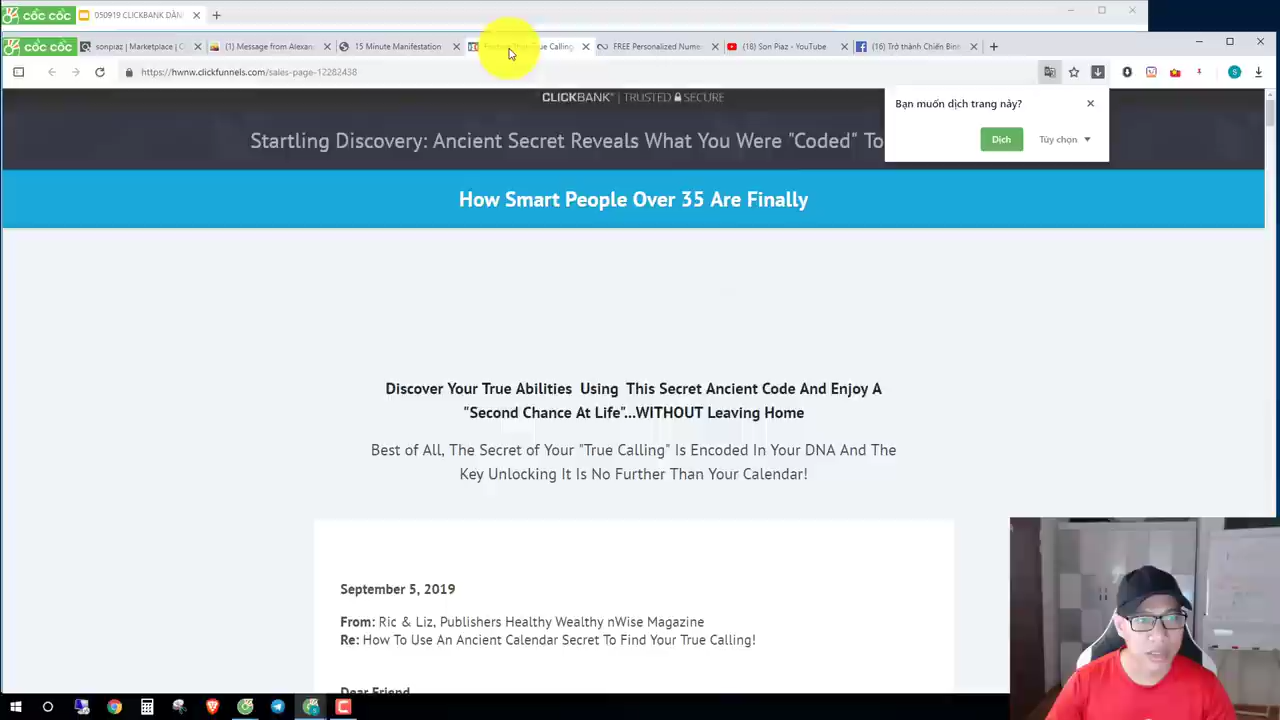 cốc cốc
050919 CLICKBANK DÀN
cốc cốc
sonpiaz | Marketplace | C
(1) Message from Alexan
15 Minute Manifestation
True Calling
FREE Personalized Nume
(18) Son Piaz - YouTube
(16) Trở thành Chiến Binh
https://hwnw.clickfunnels.com/sales-page-12282438
S
CLICKBANK | TRUSTED SECURE
Bạn muốn dịch trang này?
Dịch
Tùy chọn
Startling Discovery: Ancient Secret Reveals What You Were "Coded" To
How Smart People Over 35 Are Finally
Discover Your True Abilities Using This Secret Ancient Code And Enjoy A
"Second Chance At Life"...WITHOUT Leaving Home
Best of All, The Secret of Your "True Calling" Is Encoded In Your DNA And The
Key Unlocking It Is No Further Than Your Calendar!
September 5, 2019
From: Ric & Liz, Publishers Healthy Wealthy nWise Magazine
Re: How To Use An Ancient Calendar Secret To Find Your True Calling!
Dear Friend